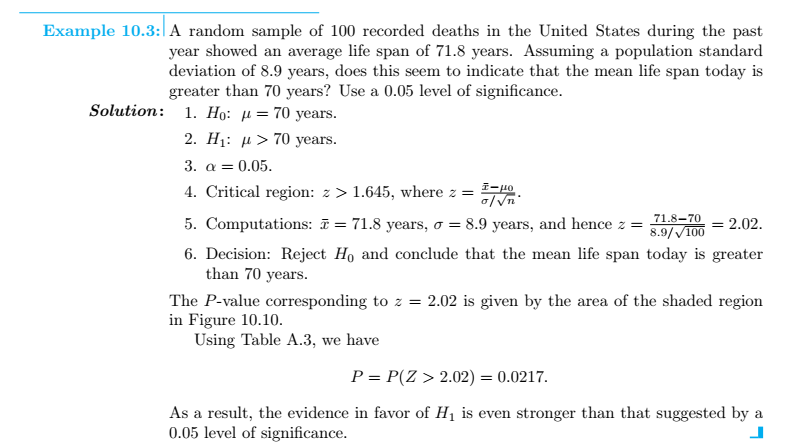 Example 10.3: A random sample of 100 recorded deaths in the United States during the past
year showed an average life span of 71.8 years. Assuming a population standard
deviation of 8.9 years, does this seem to indicate that the mean life span today is
greater than 70 years? Use a 0.05 level of significance.
Solution: 1. H₀: μ = 70 years.
2. H₁: μ > 70 years.
3. α = 0.05.
4. Critical region: z > 1.645, where z = (x̄−μ₀)/(σ/√n).
5. Computations: x̄ = 71.8 years, σ = 8.9 years, and hence z = (71.8−70)/(8.9/√100) = 2.02.
6. Decision: Reject H₀ and conclude that the mean life span today is greater
than 70 years.
The P-value corresponding to z = 2.02 is given by the area of the shaded region
in Figure 10.10.
Using Table A.3, we have
P = P(Z > 2.02) = 0.0217.
As a result, the evidence in favor of H₁ is even stronger than that suggested by a
0.05 level of significance.